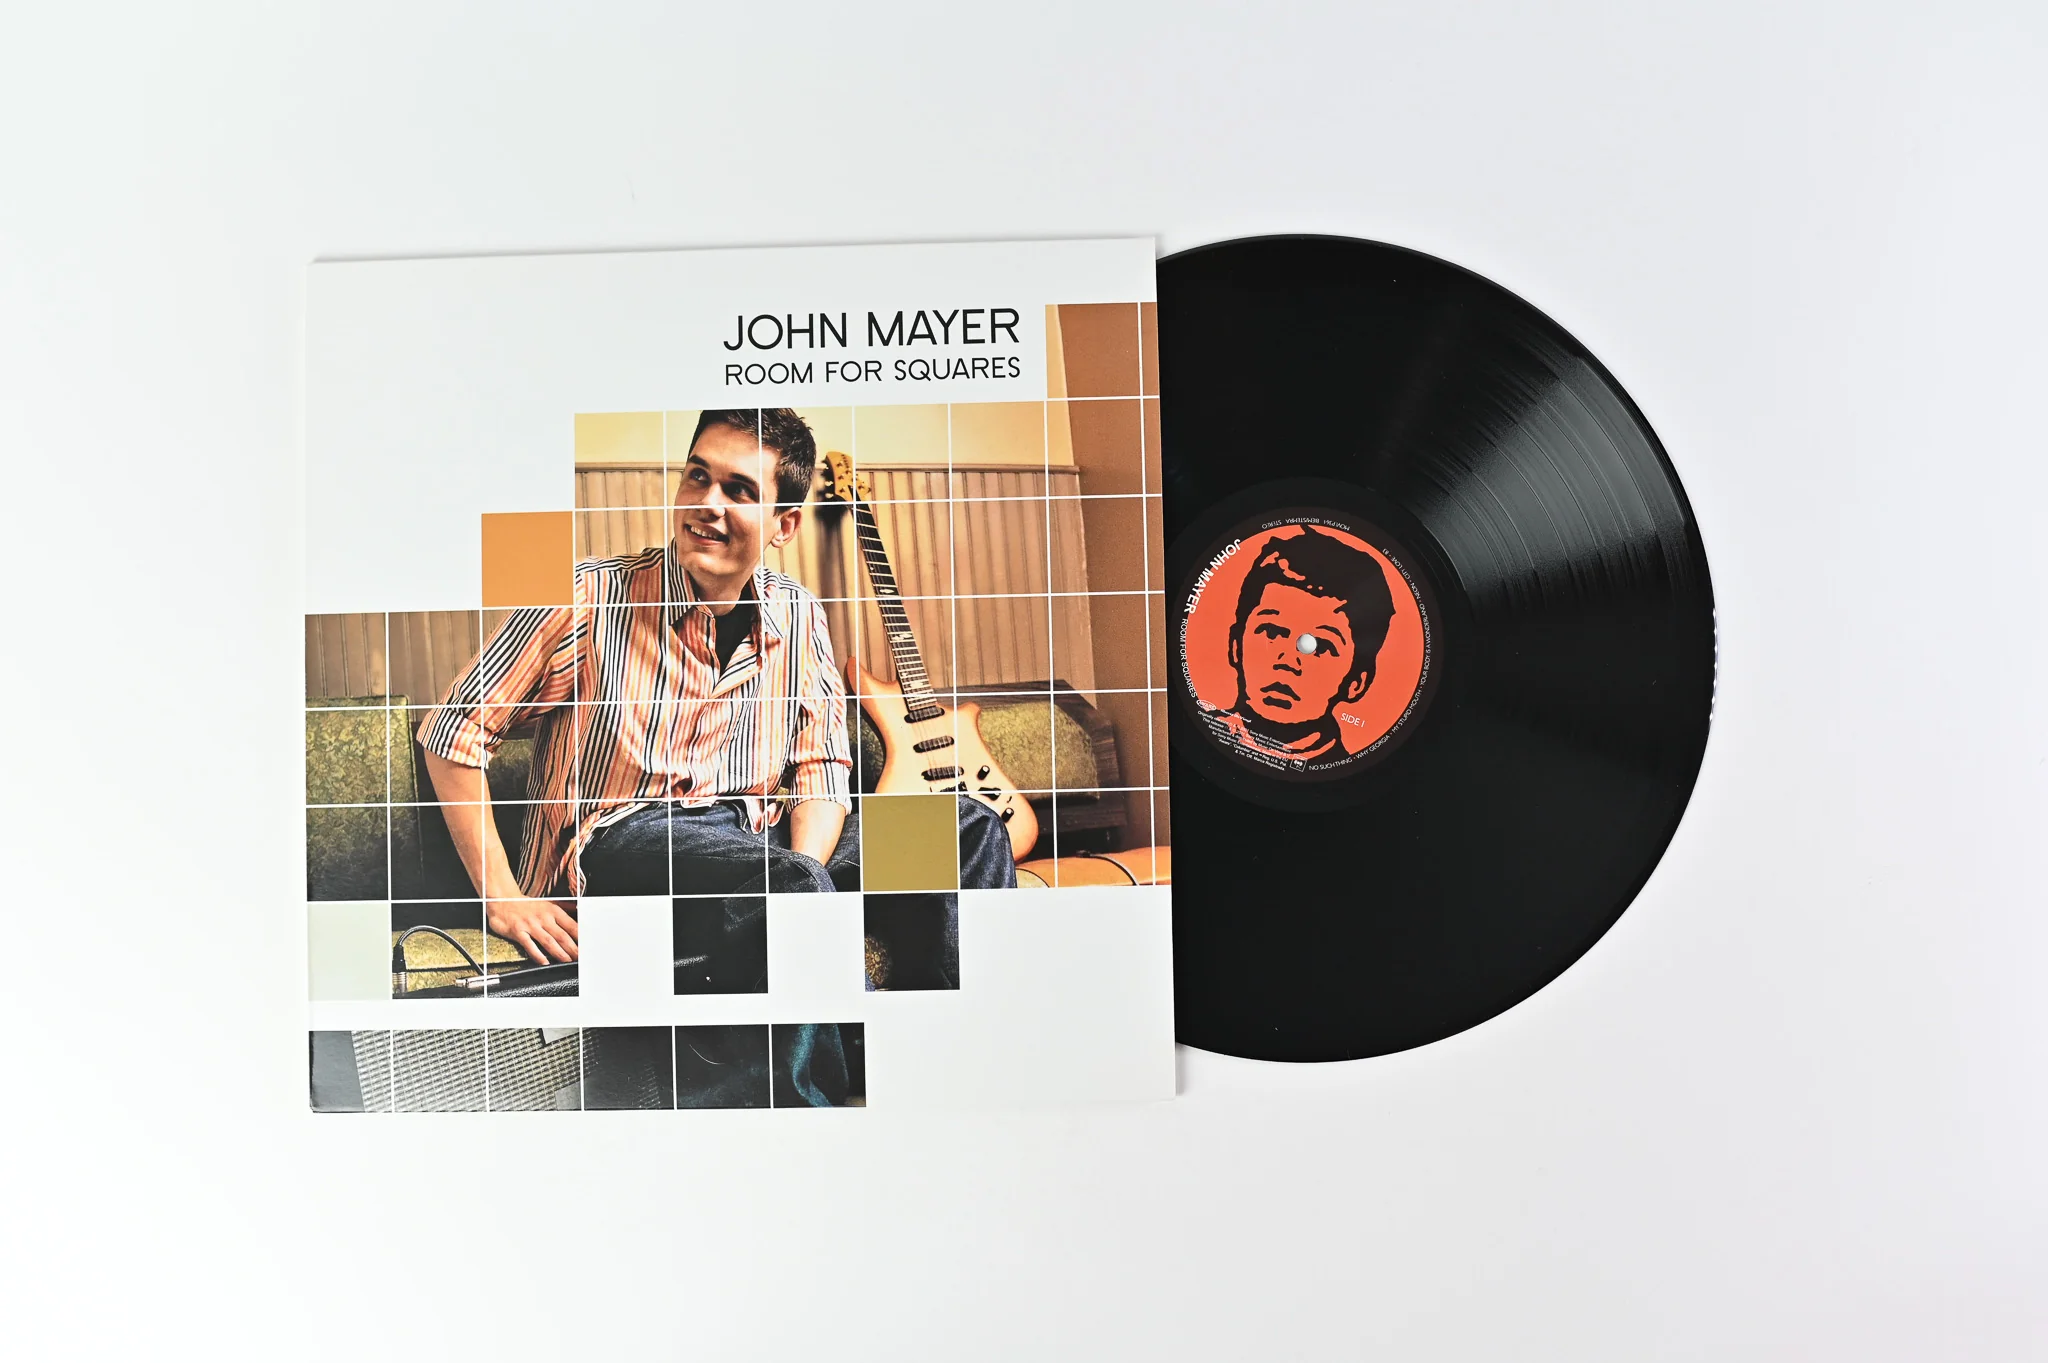 JOHN MAYER
ROOM FOR SQUARES
JOHN MAYER ROOM FOR SQUARES
STEREO
SIDE I
NO SUCH THING • WHY GEORGIA • MY STUPID MOUTH • YOUR BODY IS A WONDERLAND • NEON • CITY LOVE • 83